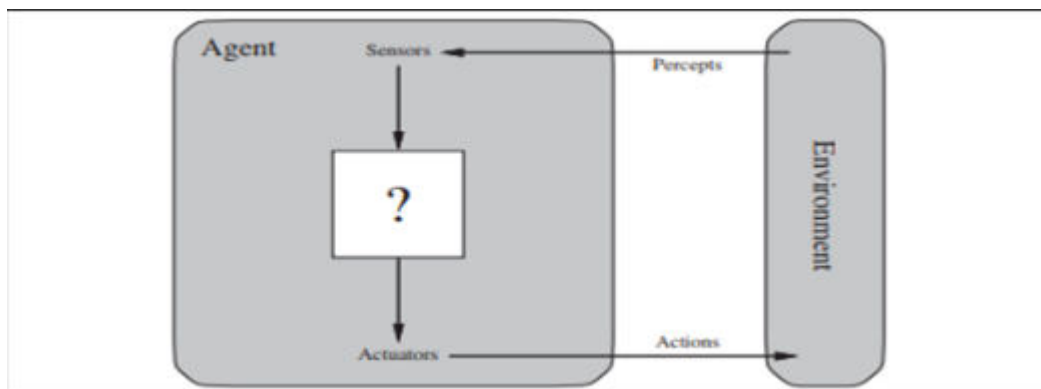 Agent
Sensors
Percepts
?
Environment
Actuators
Actions